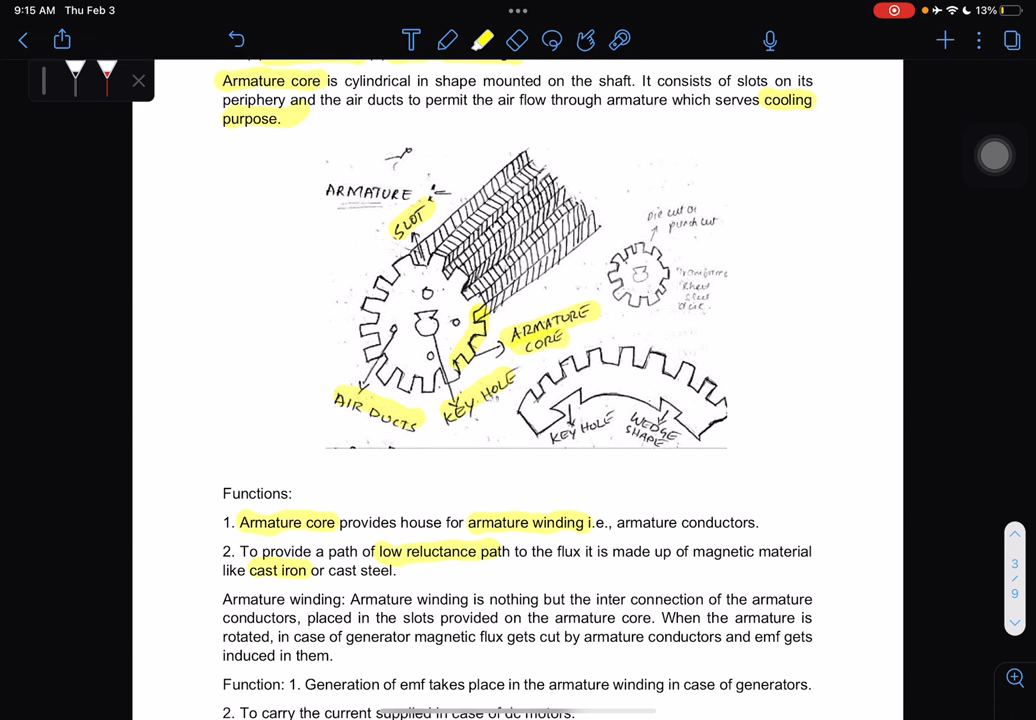 9:15 AM Thu Feb 3
13%
Armature core is cylindrical in shape mounted on the shaft. It consists of slots on its
periphery and the air ducts to permit the air flow through armature which serves cooling
purpose.
ARMATURE
SLOT
Die cut or
punch cut
ARMATURE
CORE
AIR DUCTS
KEY HOLE
KEY HOLE
WEDGE
SHAPE
Functions:
1. Armature core provides house for armature winding i.e., armature conductors.
2. To provide a path of low reluctance path to the flux it is made up of magnetic material
like cast iron or cast steel.
Armature winding: Armature winding is nothing but the inter connection of the armature
conductors, placed in the slots provided on the armature core. When the armature is
rotated, in case of generator magnetic flux gets cut by armature conductors and emf gets
induced in them.
Function: 1. Generation of emf takes place in the armature winding in case of generators.
2. To carry the current supplied in case of dc motors.
3
/
9